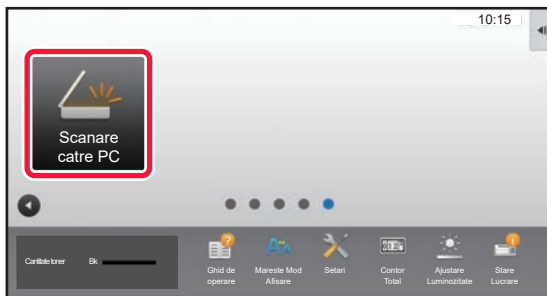 10:15
Scanare
catre PC
Cantitate toner Bk
Ghid de
operare
Mareste Mod
Afisare
Setari
Contor
Total
Ajustare
Luminozitate
Stare
Lucrare